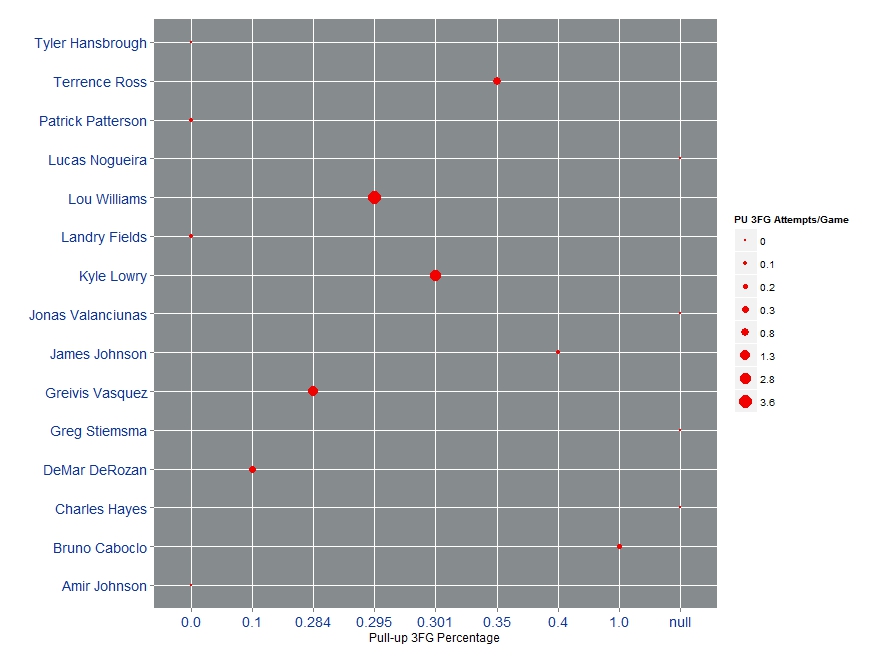 Tyler Hansbrough
Terrence Ross
Patrick Patterson
Lucas Nogueira
Lou Williams
Landry Fields
Kyle Lowry
Jonas Valanciunas
James Johnson
Greivis Vasquez
Greg Stiemsma
DeMar DeRozan
Charles Hayes
Bruno Caboclo
Amir Johnson
0.0 0.1 0.284 0.295 0.301 0.35 0.4 1.0 null
Pull-up 3FG Percentage
PU 3FG Attempts/Game
0
0.1
0.2
0.3
0.8
1.3
2.8
3.6